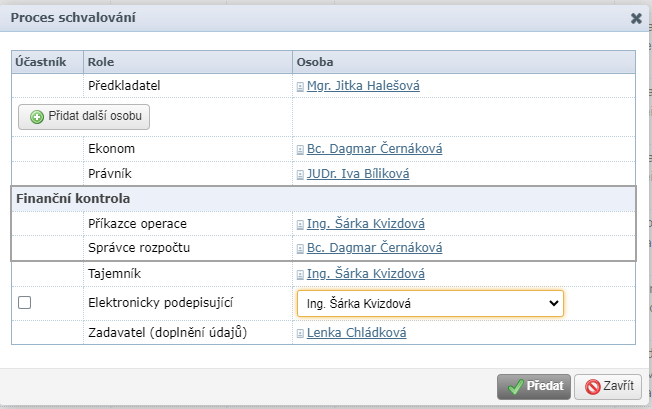 Proces schvalování
Účastník Role Osoba
Předkladatel Mgr. Jitka Halešová
Přidat další osobu
Ekonom Bc. Dagmar Černáková
Právník JUDr. Iva Bíliková
Finanční kontrola
Příkazce operace Ing. Šárka Kvizdová
Správce rozpočtu Bc. Dagmar Černáková
Tajemník Ing. Šárka Kvizdová
Elektronicky podepisující Ing. Šárka Kvizdová
Zadavatel (doplnění údajů) Lenka Chládková
Předat Zavřít